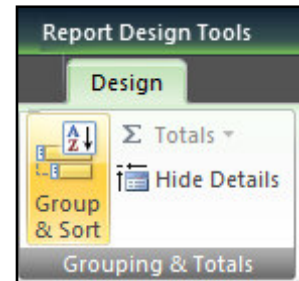 Report Design Tools
Design
A
Z
Σ Totals
Hide Details
Group
& Sort
Grouping & Totals